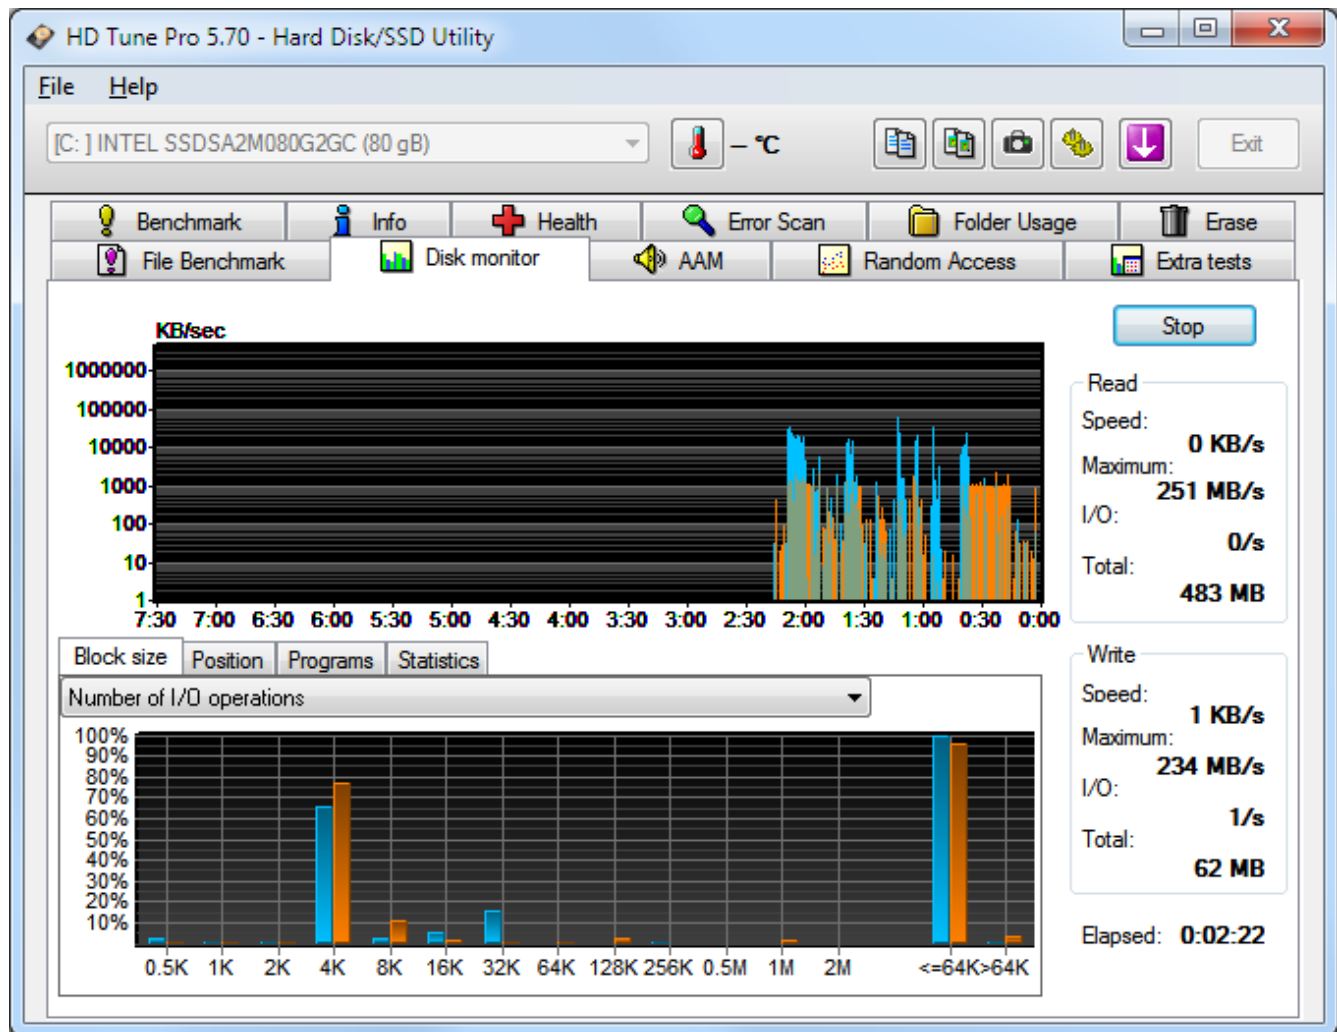 HD Tune Pro 5.70 - Hard Disk/SSD Utility
File Help
[C: ] INTEL SSDSA2M080G2GC (80 gB)
– °C
Exit
Benchmark Info Health Error Scan Folder Usage Erase
File Benchmark Disk monitor AAM Random Access Extra tests
KB/sec
1000000
100000
10000
1000
100
10
1
7:30 7:00 6:30 6:00 5:30 5:00 4:30 4:00 3:30 3:00 2:30 2:00 1:30 1:00 0:30 0:00
Stop
Read
Speed:
0 KB/s
Maximum:
251 MB/s
I/O:
0/s
Total:
483 MB
Block size Position Programs Statistics
Number of I/O operations
100%
90%
80%
70%
60%
50%
40%
30%
20%
10%
0.5K 1K 2K 4K 8K 16K 32K 64K 128K 256K 0.5M 1M 2M <=64K >64K
Write
Speed:
1 KB/s
Maximum:
234 MB/s
I/O:
1/s
Total:
62 MB
Elapsed: 0:02:22